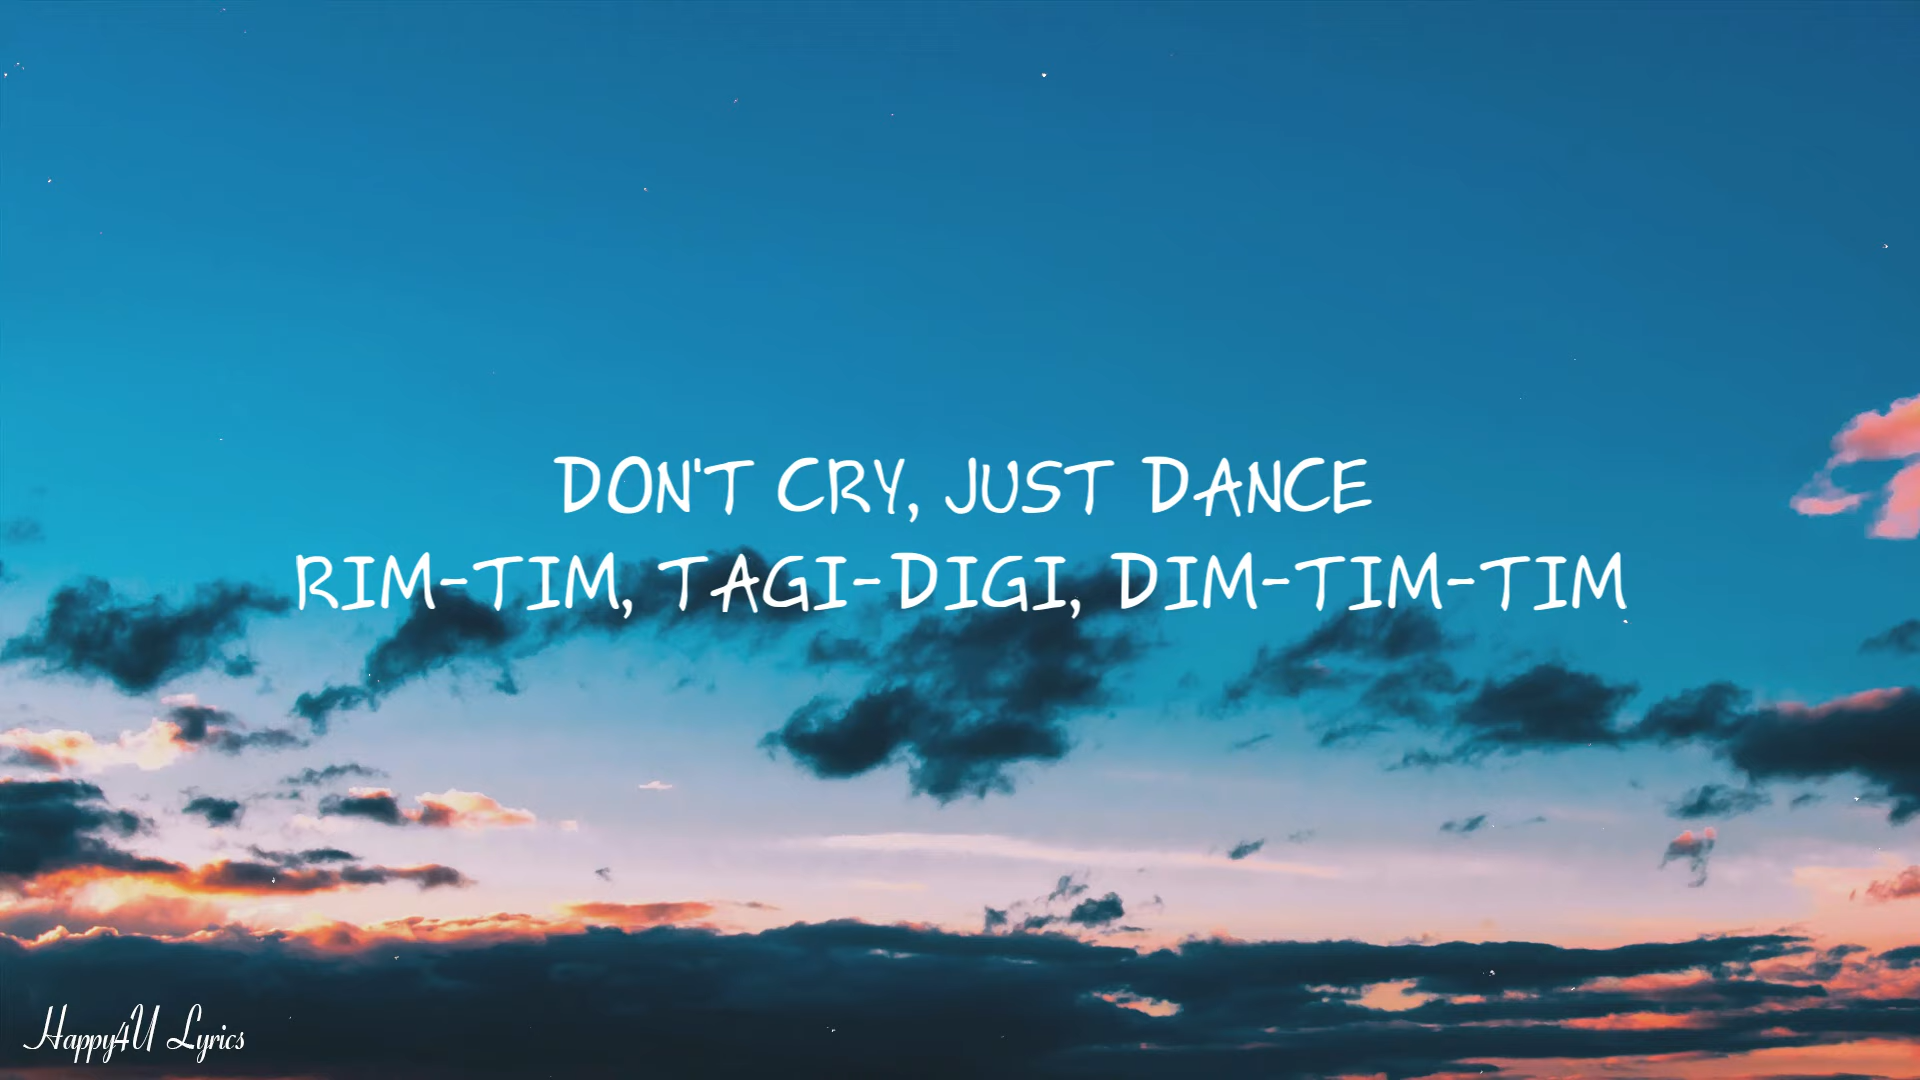 DON'T CRY, JUST DANCE
RIM-TIM, TAGI-DIGI, DIM-TIM-TIM
Happy4U Lyrics